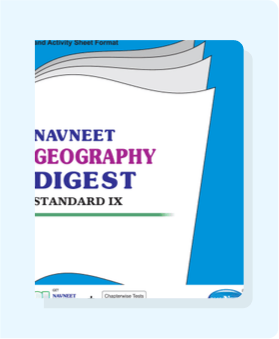 and Activity Sheet Format
NAVNEET
GEOGRAPHY
DIGEST
STANDARD IX
NAVNEET
Chapterwise Tests